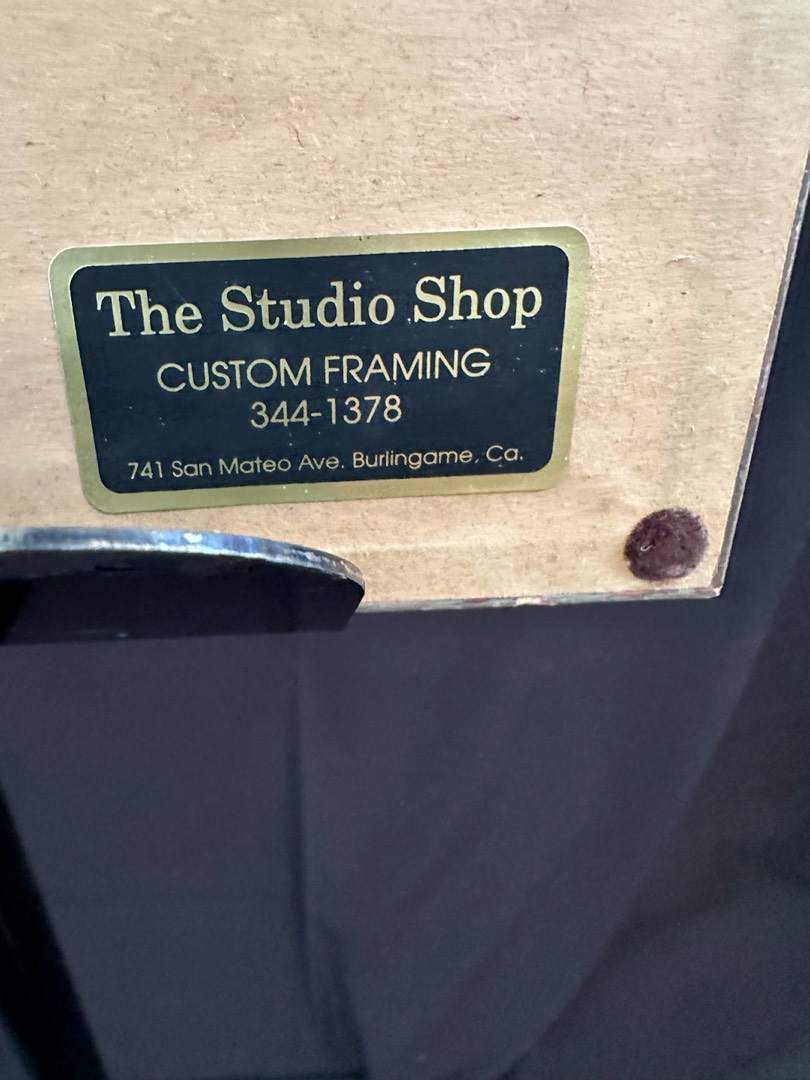 The Studio Shop
CUSTOM FRAMING
344-1378
741 San Mateo Ave. Burlingame, Ca.